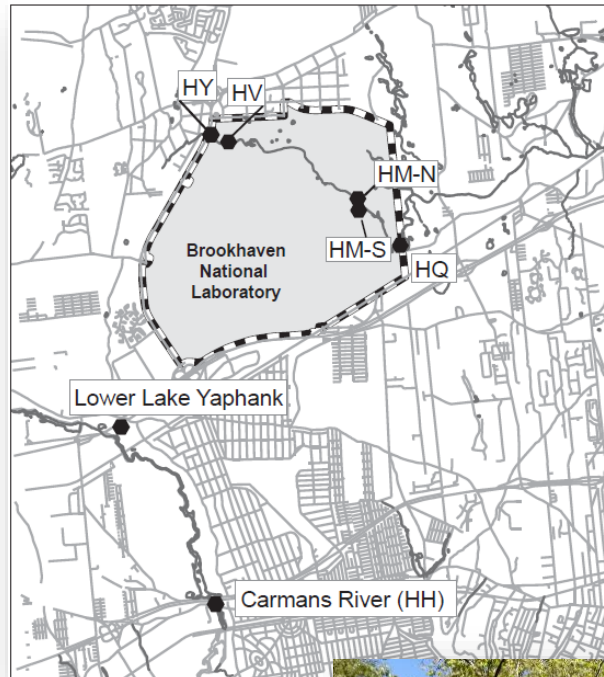 HY
HV
HM-N
HM-S
HQ
Brookhaven
National
Laboratory
Lower Lake Yaphank
Carmans River (HH)